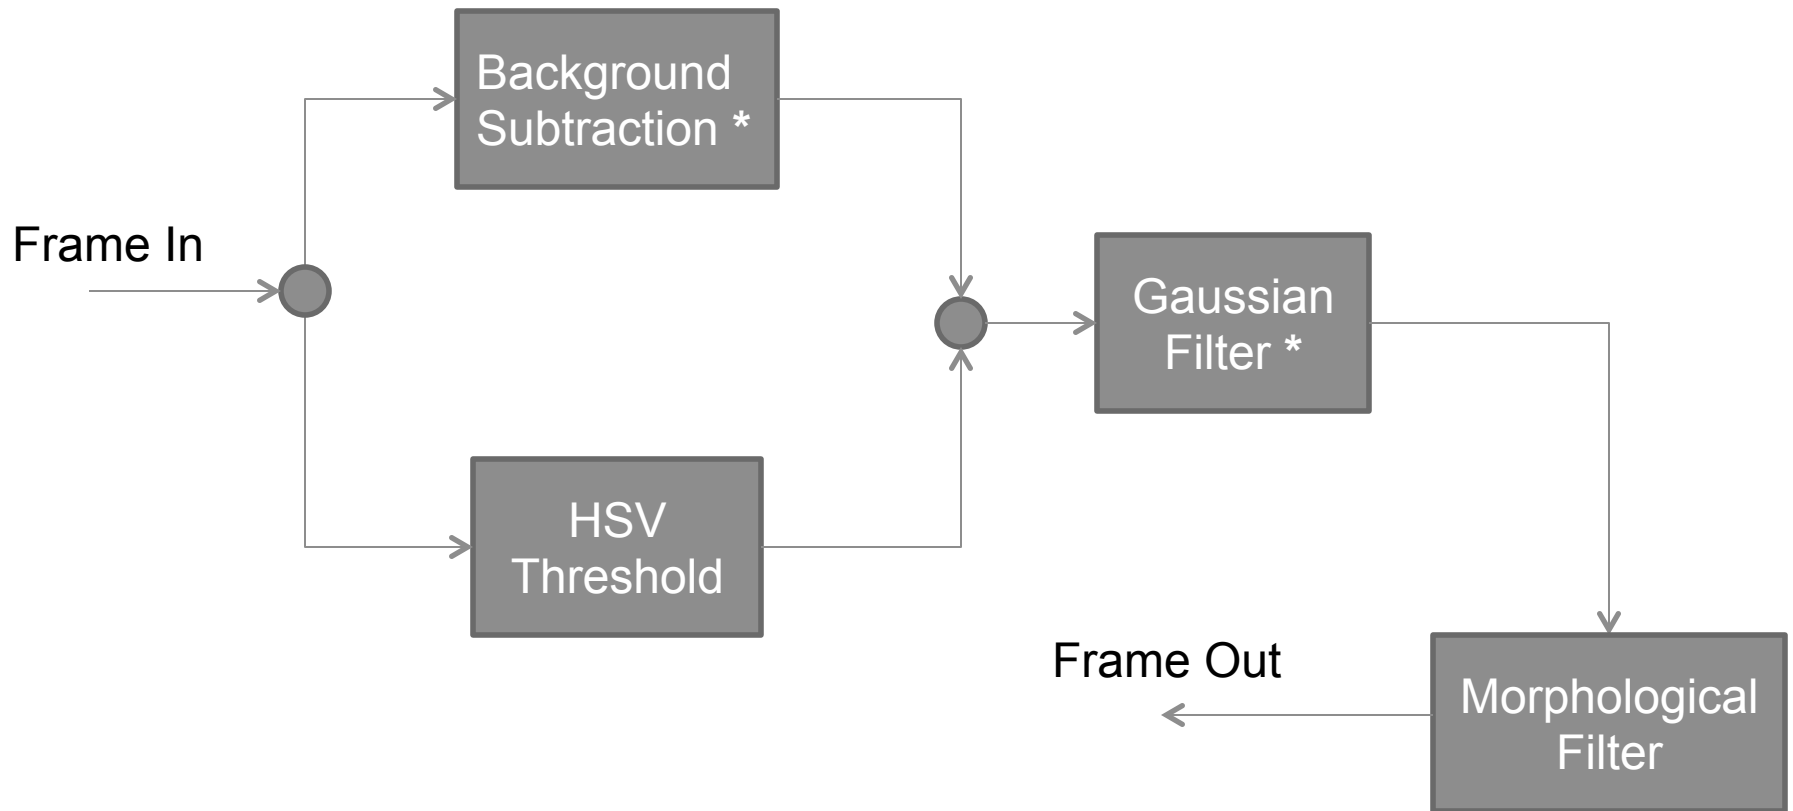 Background
Subtraction *
Frame In
Gaussian
Filter *
HSV
Threshold
Frame Out
Morphological
Filter